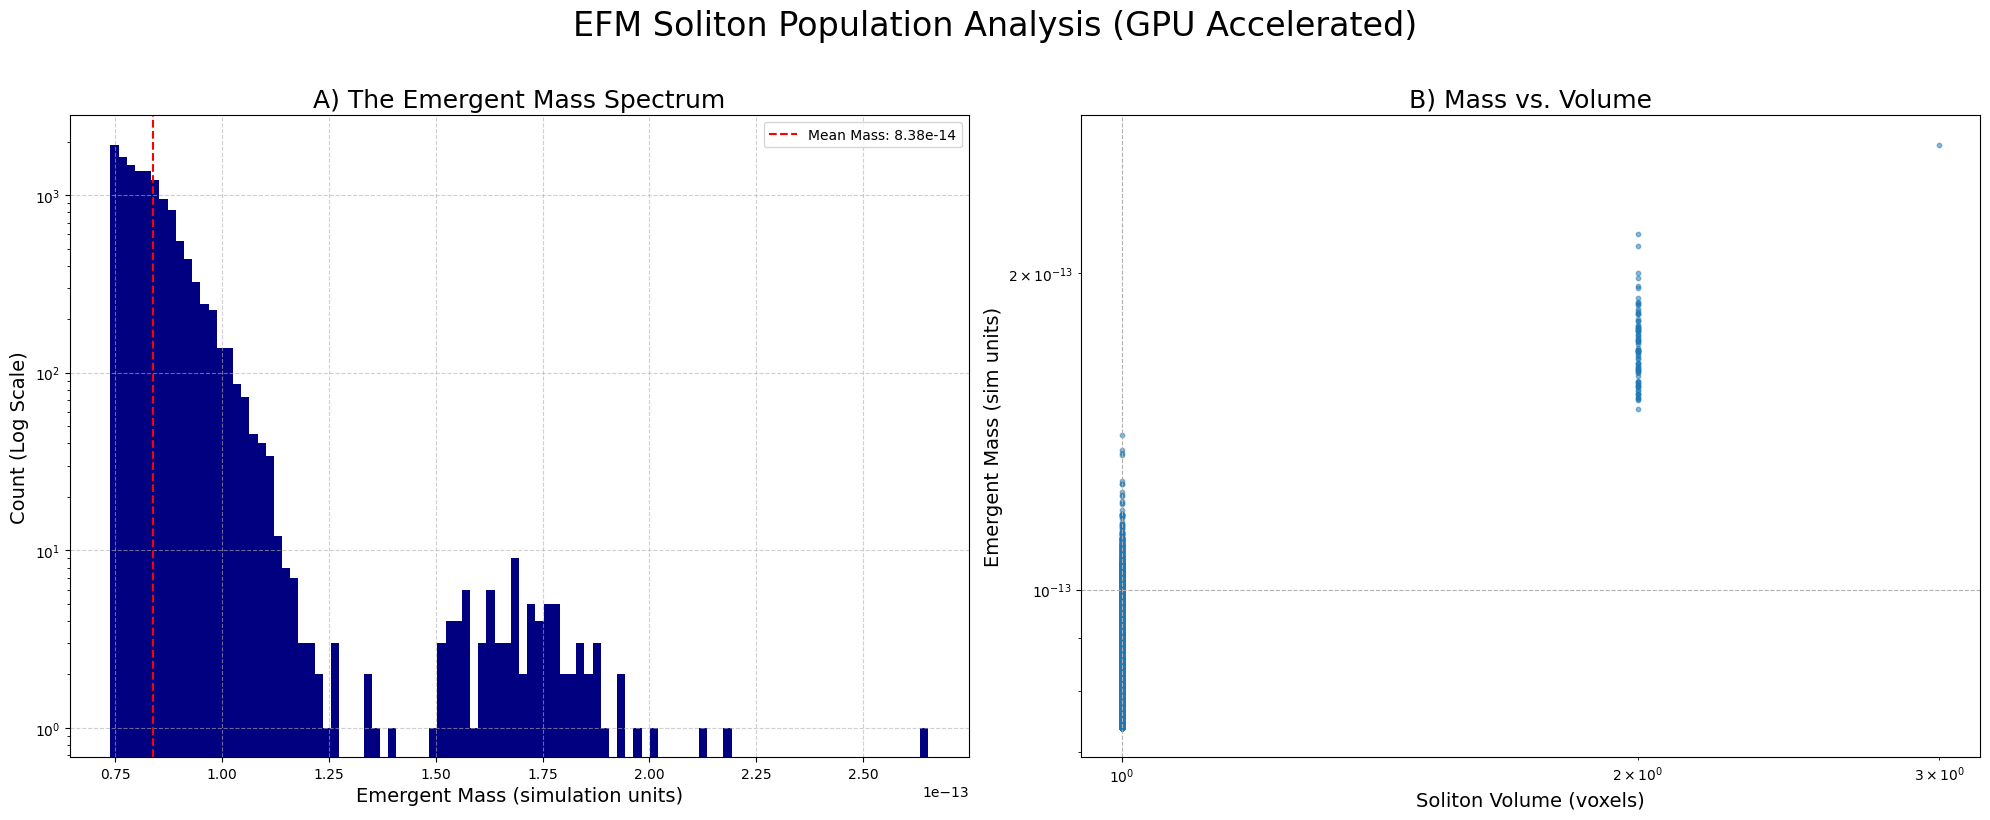 EFM Soliton Population Analysis (GPU Accelerated)
A) The Emergent Mass Spectrum
Mean Mass: 8.38e-14
Count (Log Scale)
10³
10²
10¹
10⁰
0.75 1.00 1.25 1.50 1.75 2.00 2.25 2.50
1e−13
Emergent Mass (simulation units)
B) Mass vs. Volume
Emergent Mass (sim units)
2 × 10⁻¹³
10⁻¹³
10⁰ 2 × 10⁰ 3 × 10⁰
Soliton Volume (voxels)